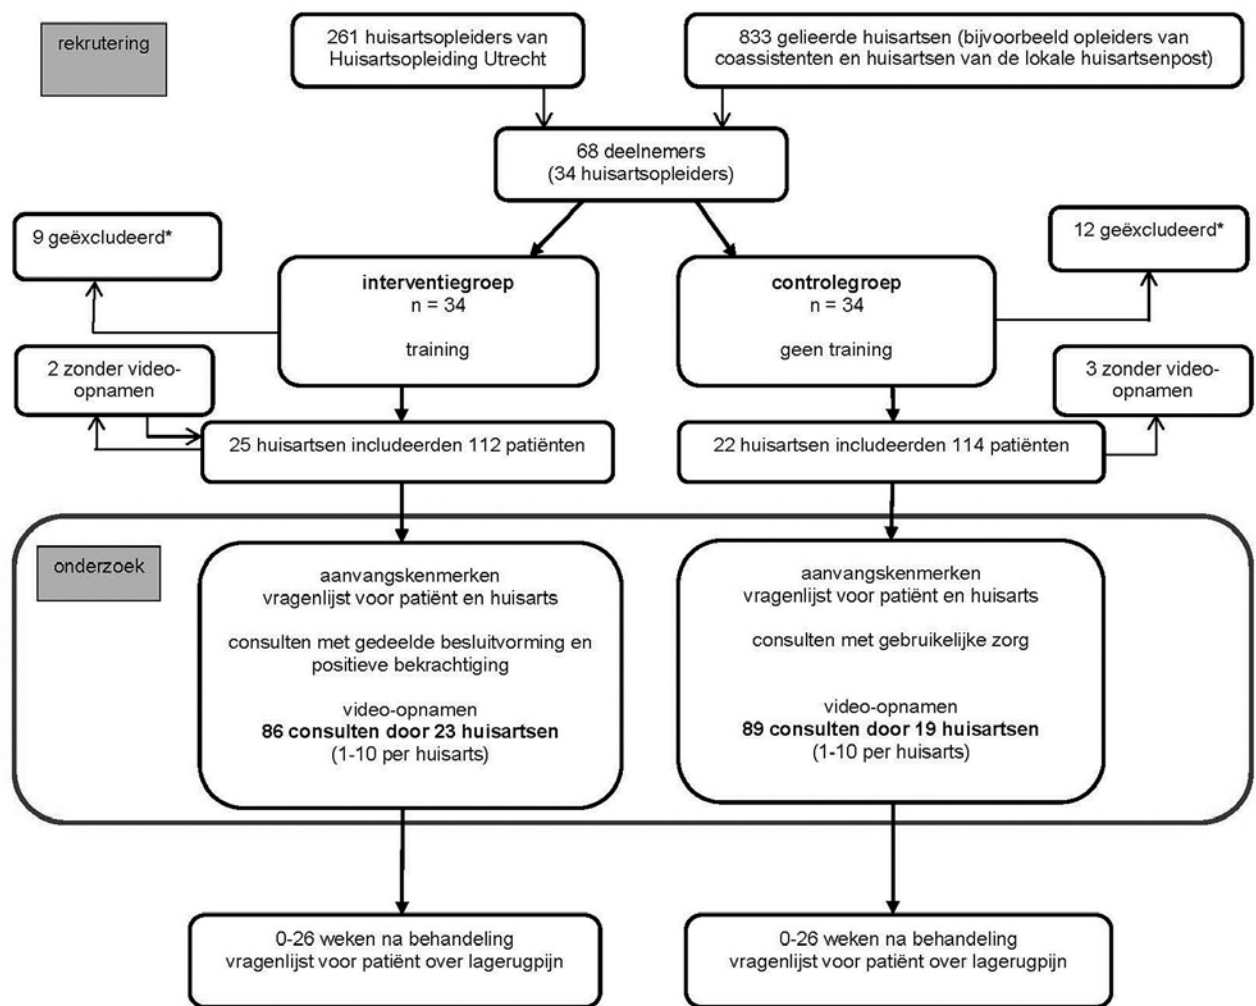 rekrutering
261 huisartsopleiders van
Huisartsopleiding Utrecht
833 gelieerde huisartsen (bijvoorbeeld opleiders van
coassistenten en huisartsen van de lokale huisartsenpost)
68 deelnemers
(34 huisartsopleiders)
9 geëxcludeerd*
12 geëxcludeerd*
interventiegroep
n = 34
training
controlegroep
n = 34
geen training
2 zonder video-
opnamen
3 zonder video-
opnamen
25 huisartsen includeerden 112 patiënten
22 huisartsen includeerden 114 patiënten
onderzoek
aanvangskenmerken
vragenlijst voor patiënt en huisarts
consulten met gedeelde besluitvorming en
positieve bekrachtiging
video-opnamen
86 consulten door 23 huisartsen
(1-10 per huisarts)
aanvangskenmerken
vragenlijst voor patiënt en huisarts
consulten met gebruikelijke zorg
video-opnamen
89 consulten door 19 huisartsen
(1-10 per huisarts)
0-26 weken na behandeling
vragenlijst voor patiënt over lagerugpijn
0-26 weken na behandeling
vragenlijst voor patiënt over lagerugpijn